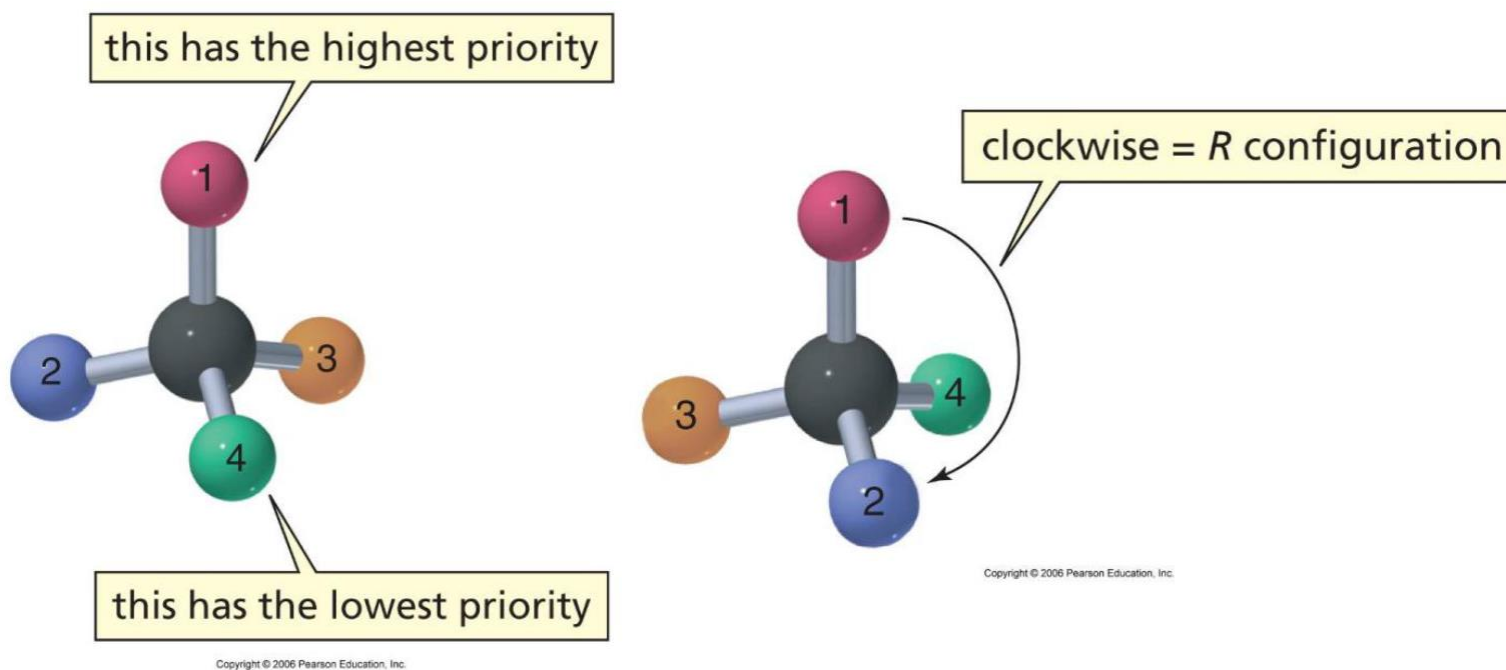 this has the highest priority
1
2
3
4
this has the lowest priority
Copyright © 2006 Pearson Education, Inc.
clockwise = R configuration
1
3
4
2
Copyright © 2006 Pearson Education, Inc.